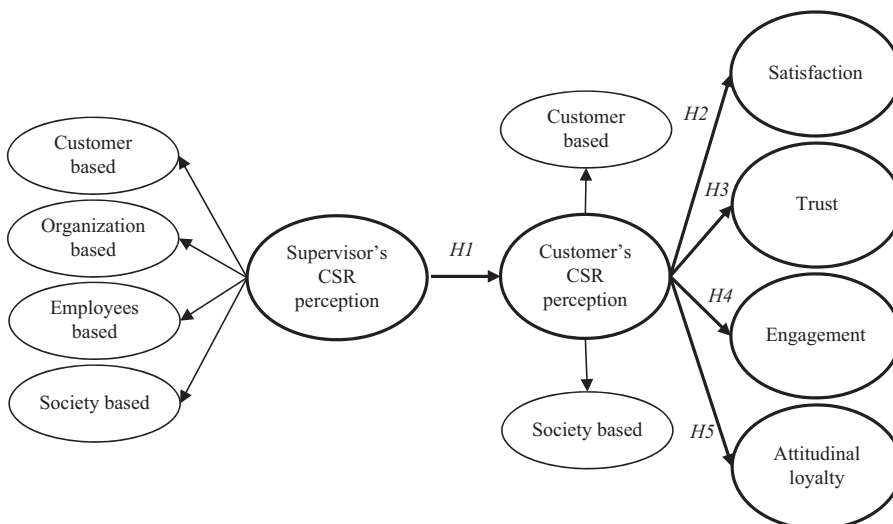 Customer
based
Organization
based
Employees
based
Society based
Supervisor's
CSR
perception
H1
Customer
based
Customer's
CSR
perception
Society based
H2
H3
H4
H5
Satisfaction
Trust
Engagement
Attitudinal
loyalty